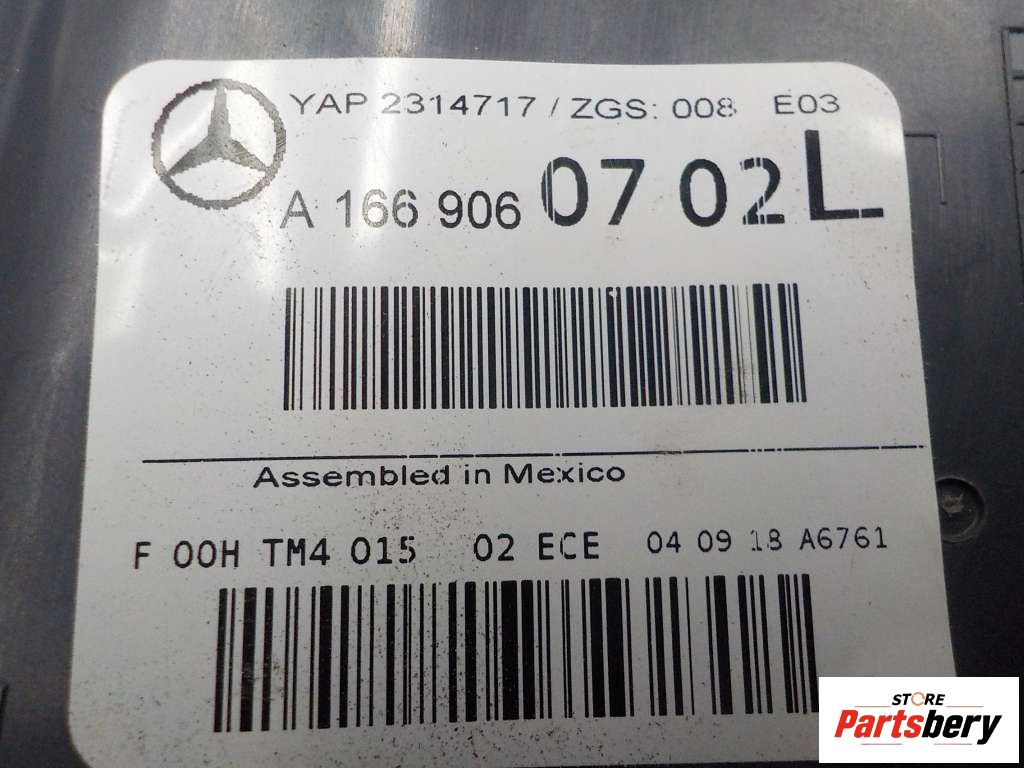 YAP 2314717 / ZGS: 008 E03
A 166 906 07 02 L
Assembled in Mexico
F 00H TM4 015 02 ECE 04 09 18 A6761
STORE
Partsbery